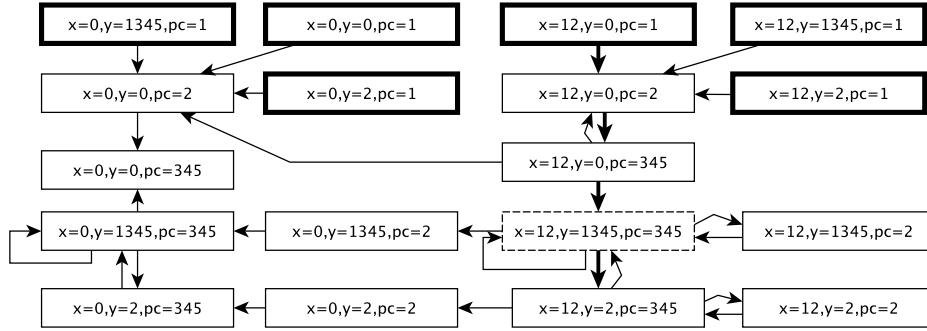 x=0,y=1345,pc=1
x=0,y=0,pc=1
x=12,y=0,pc=1
x=12,y=1345,pc=1
x=0,y=0,pc=2
x=0,y=2,pc=1
x=12,y=0,pc=2
x=12,y=2,pc=1
x=0,y=0,pc=345
x=12,y=0,pc=345
x=0,y=1345,pc=345
x=0,y=1345,pc=2
x=12,y=1345,pc=345
x=12,y=1345,pc=2
x=0,y=2,pc=345
x=0,y=2,pc=2
x=12,y=2,pc=345
x=12,y=2,pc=2